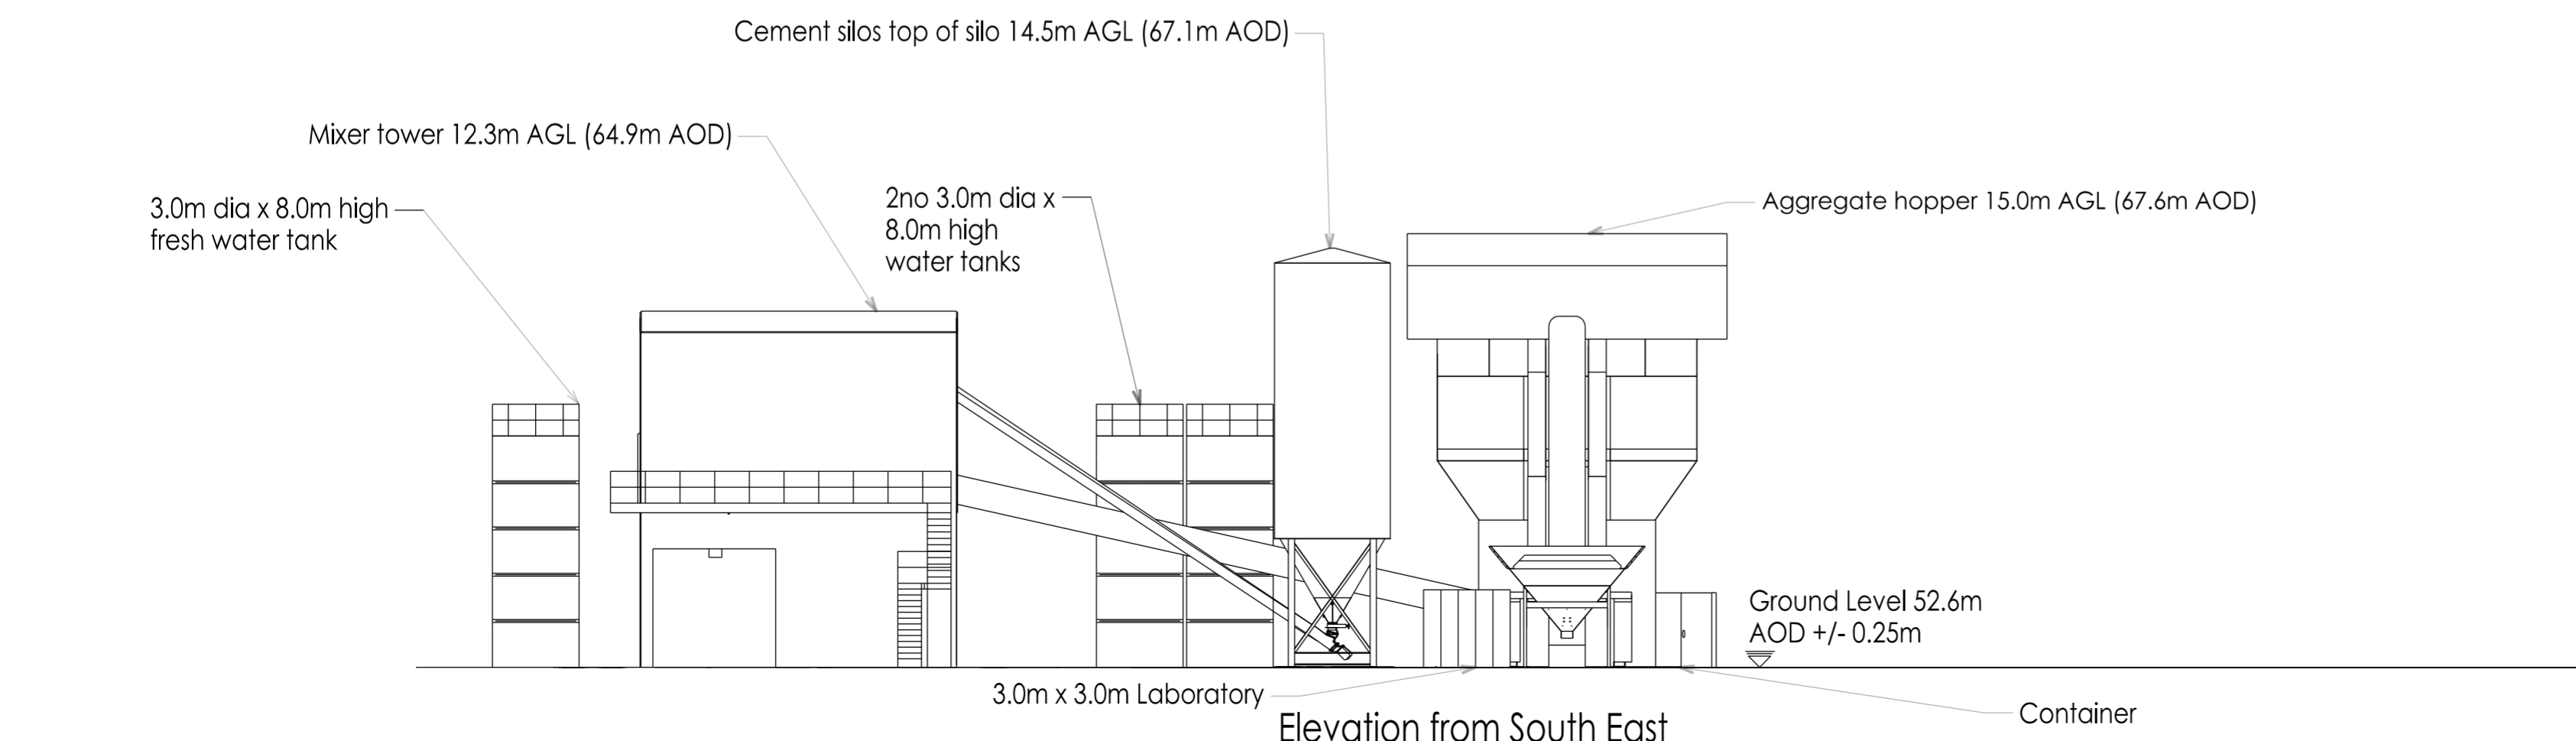 Cement silos top of silo 14.5m AGL (67.1m AOD)
Mixer tower 12.3m AGL (64.9m AOD)
3.0m dia x 8.0m high
fresh water tank
2no 3.0m dia x
8.0m high
water tanks
Aggregate hopper 15.0m AGL (67.6m AOD)
Ground Level 52.6m
AOD +/- 0.25m
3.0m x 3.0m Laboratory
Container
Elevation from South East